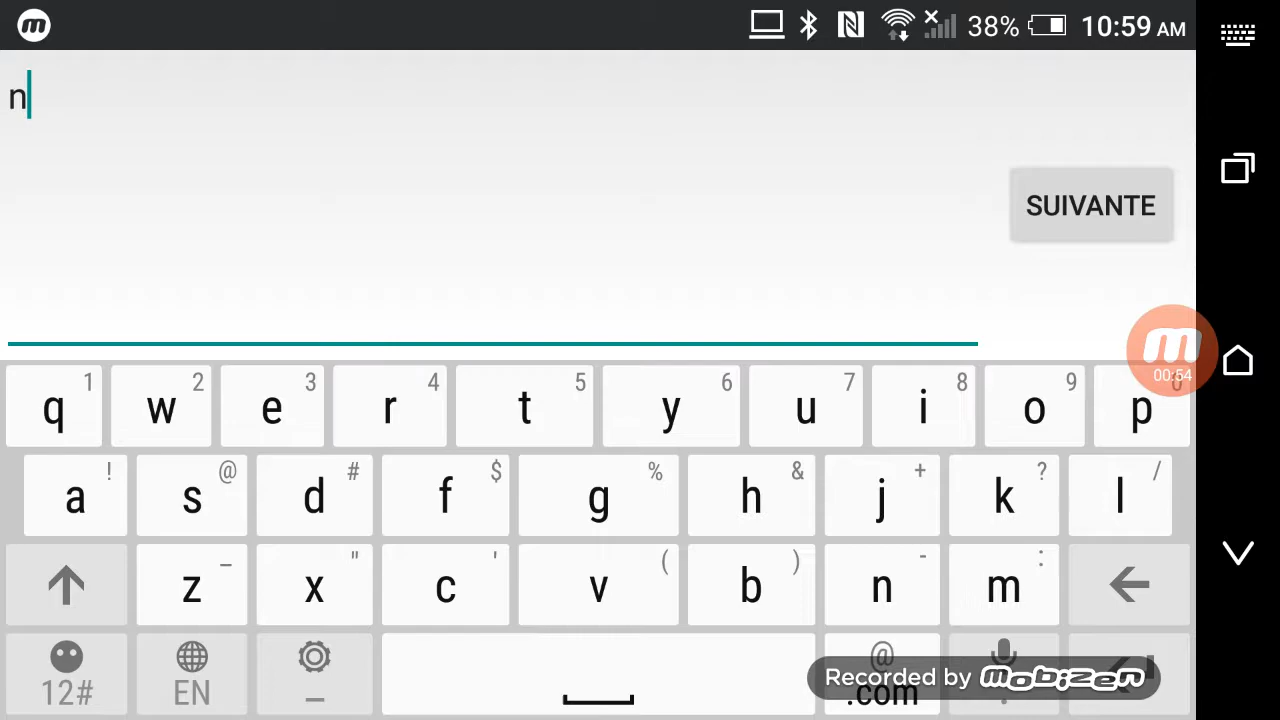 m 38% 10:59 AM
n
SUIVANTE
m
00:54
1 2 3 4 5 6 7 8 9 0
q w e r t y u i o p
! @ # $ % & + ? /
a s d f g h j k l
_ " ' ( ) - :
z x c v b n m
@
12# EN _ .com .
Recorded by mobizen